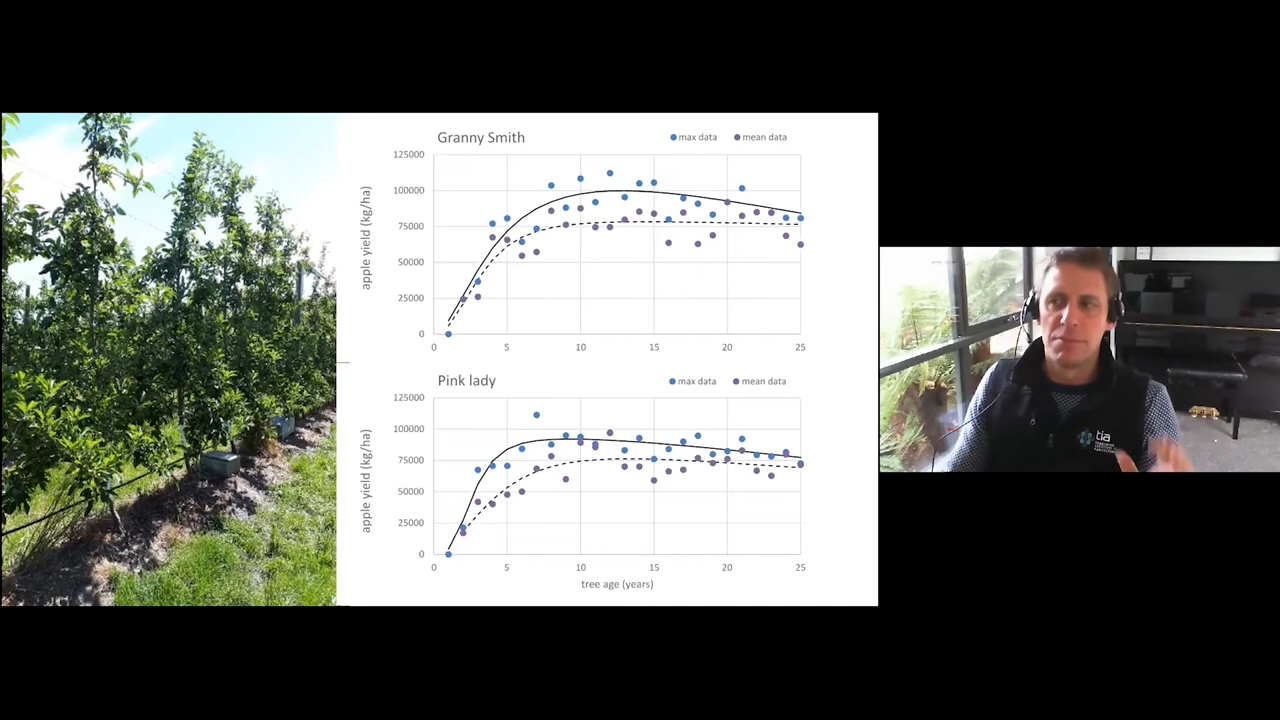 Granny Smith
max data
mean data
125000
100000
75000
50000
25000
0
apple yield (kg/ha)
0 5 10 15 20 25
Pink lady
max data
mean data
125000
100000
75000
50000
25000
0
apple yield (kg/ha)
0 5 10 15 20 25
tree age (years)
tia